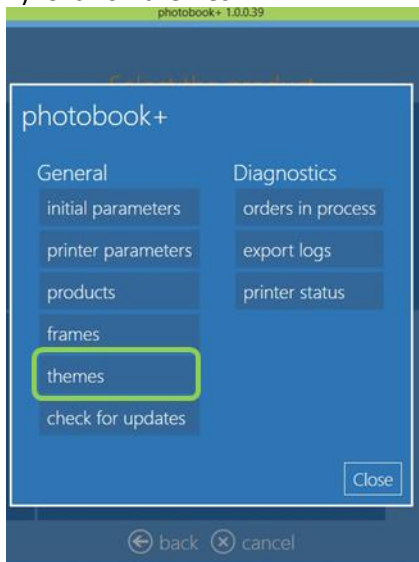 photobook+ 1.0.0.39
photobook+
General
initial parameters
printer parameters
products
frames
themes
check for updates
Diagnostics
orders in process
export logs
printer status
Close
back
cancel